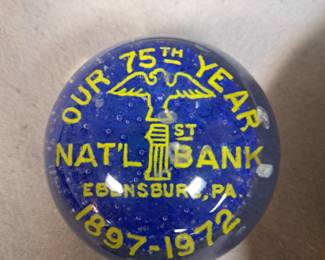 OUR 75TH YEAR
1ST
NAT'L BANK
EBENSBURG, PA
1897-1972